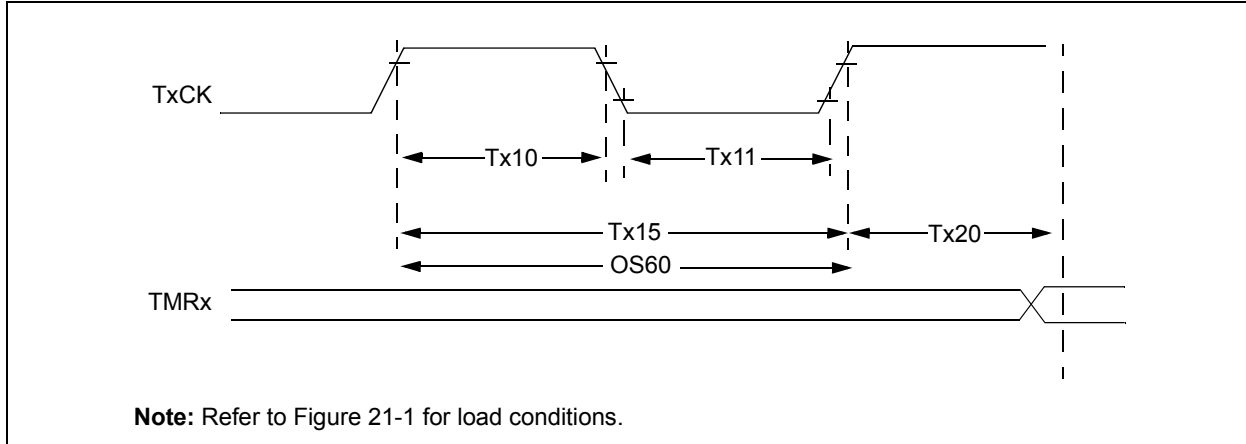 TxCK
Tx10
Tx11
Tx15
Tx20
OS60
TMRx
Note: Refer to Figure 21-1 for load conditions.